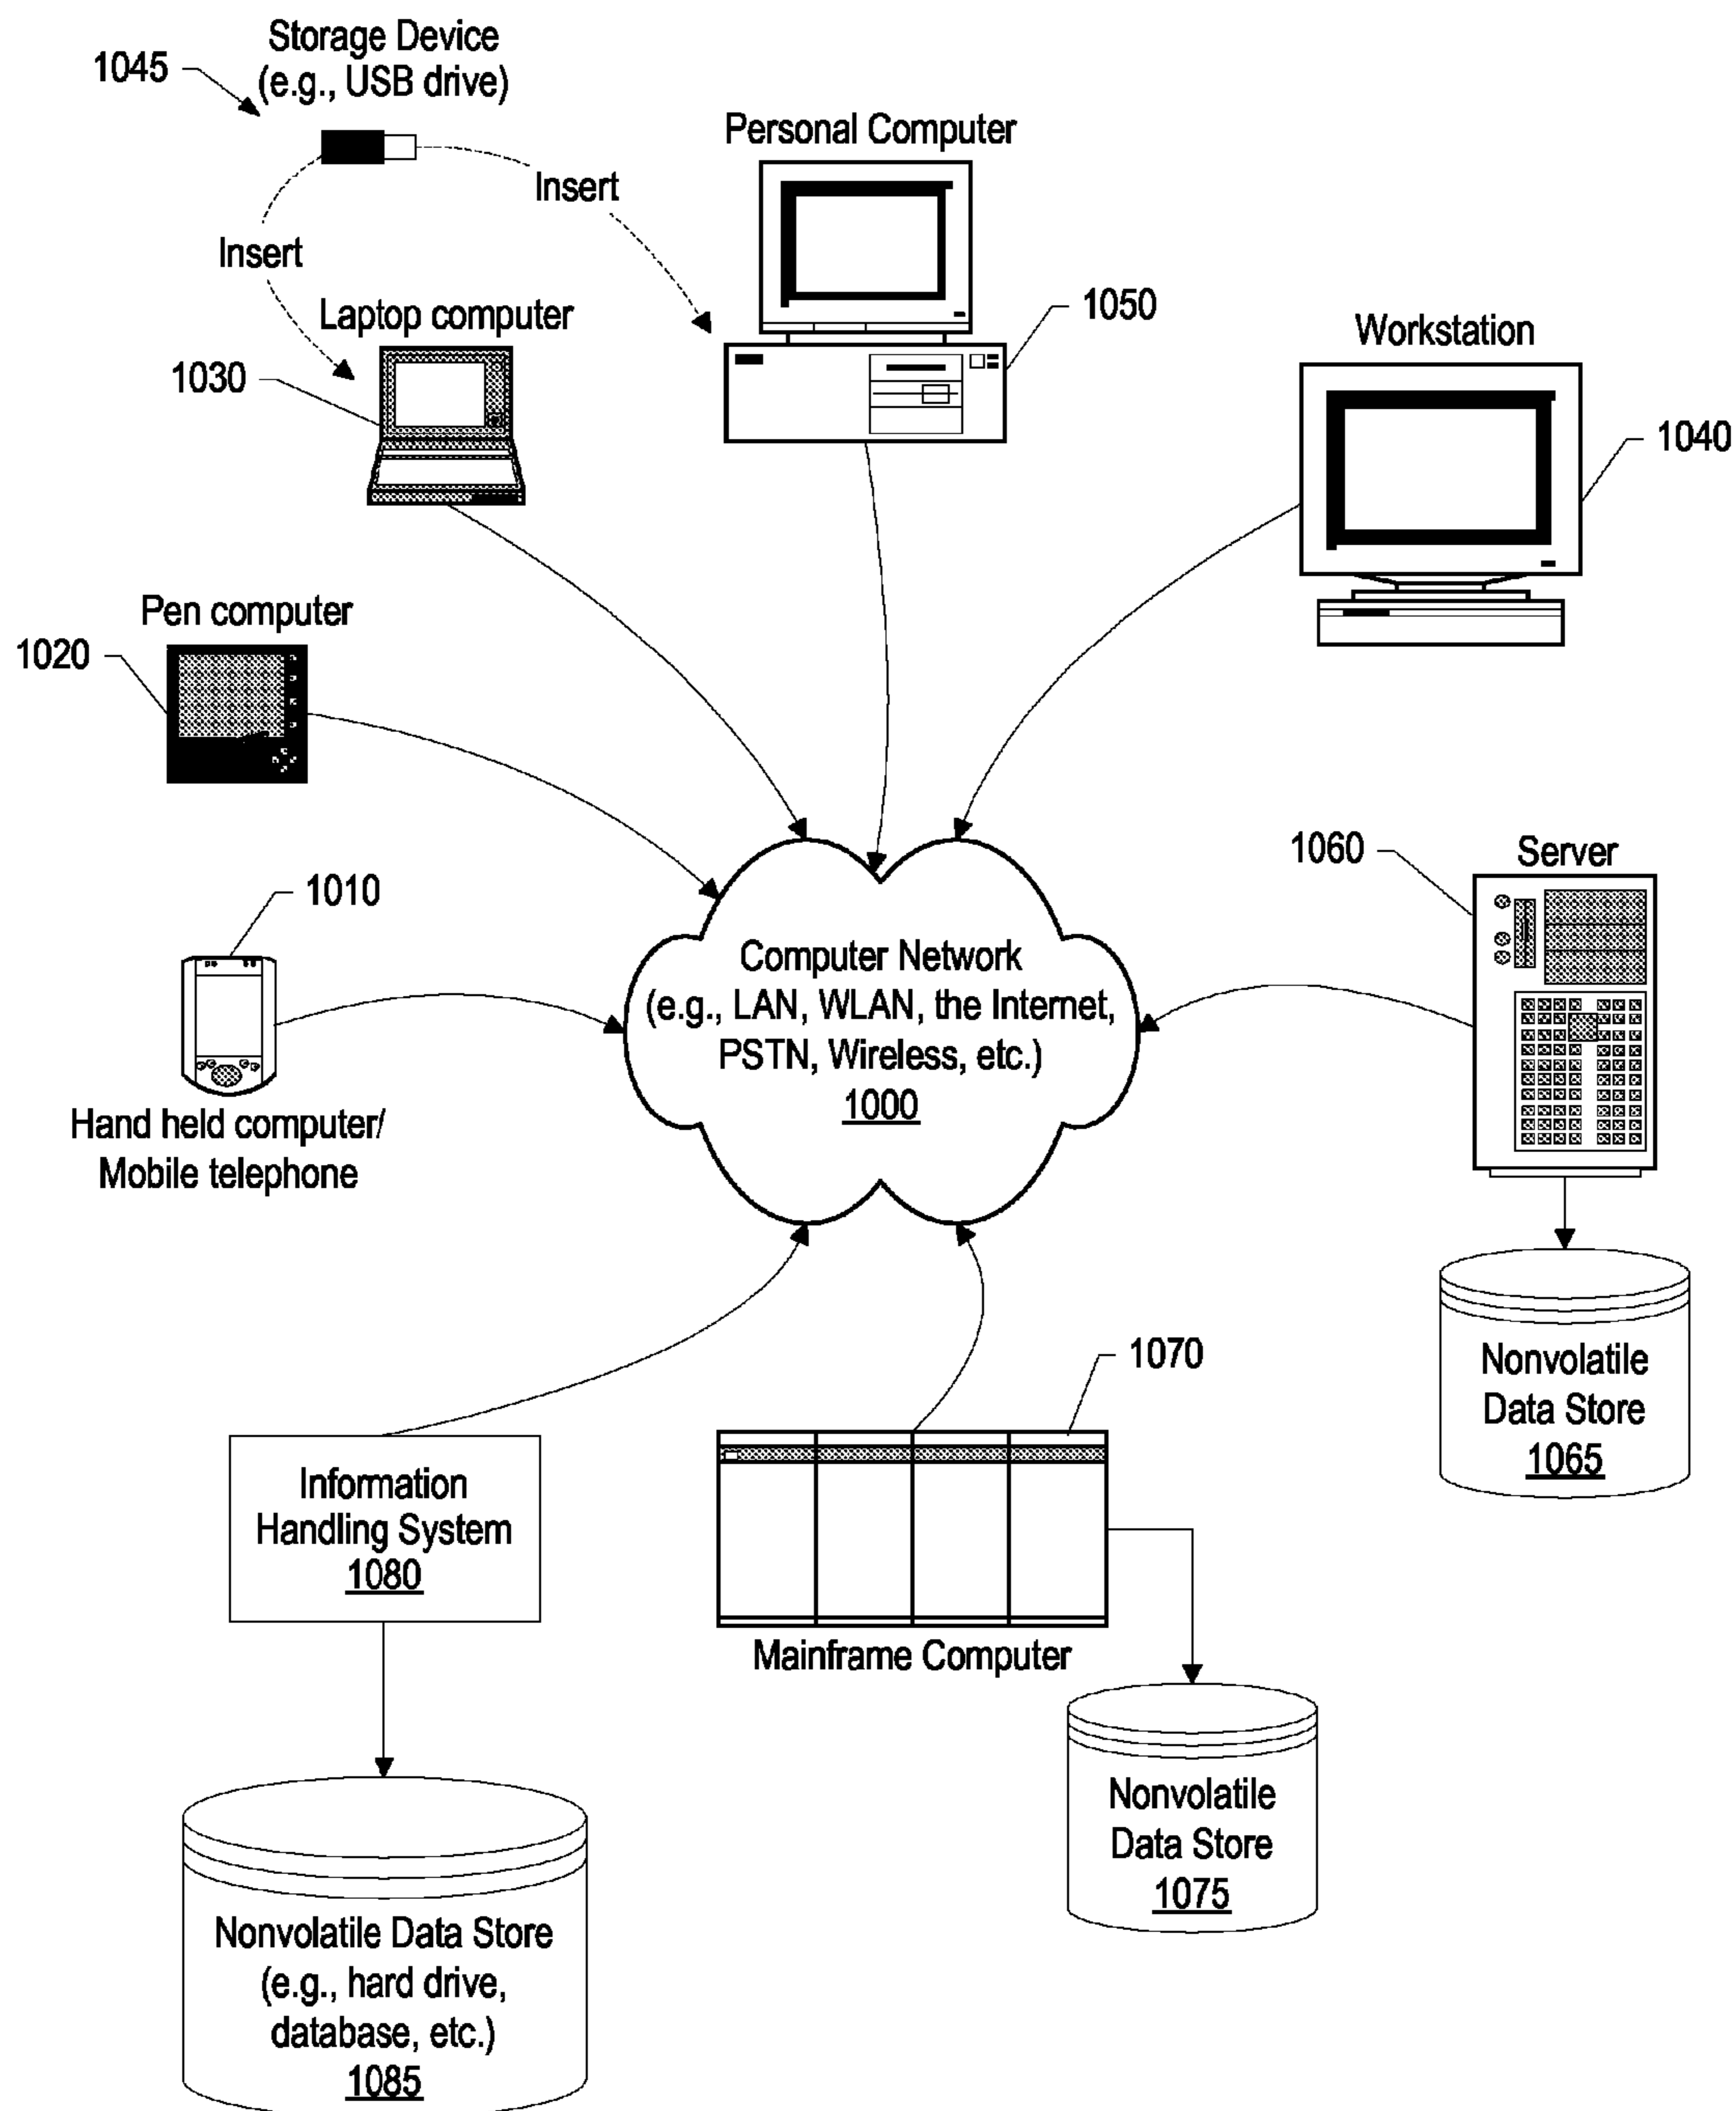 1045
Storage Device
(e.g., USB drive)
Insert
Insert
Personal Computer
1050
Laptop computer
1030
Workstation
1040
Pen computer
1020
1010
Hand held computer/
Mobile telephone
Computer Network
(e.g., LAN, WLAN, the Internet,
PSTN, Wireless, etc.)
1000
1060
Server
Nonvolatile
Data Store
1065
1070
Mainframe Computer
Nonvolatile
Data Store
1075
Information
Handling System
1080
Nonvolatile Data Store
(e.g., hard drive,
database, etc.)
1085